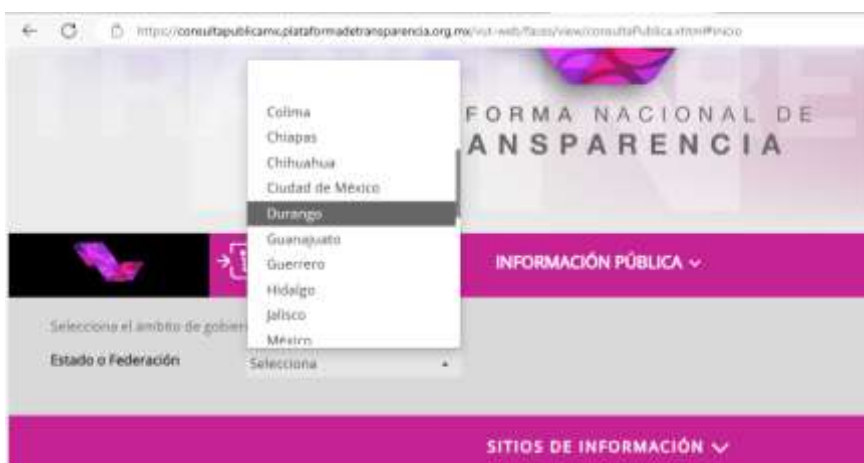 https://consultapublicamx.plataformadetransparencia.org.mx/vut-web/faces/view/consultaPublica.xhtml#inicio
FORMA NACIONAL DE
ANSPARENCIA
Colima
Chiapas
Chihuahua
Ciudad de México
Durango
Guanajuato
Guerrero
Hidalgo
Jalisco
México
INFORMACIÓN PÚBLICA
Selecciona el ámbito de gobier
Estado o Federación
Selecciona
SITIOS DE INFORMACIÓN